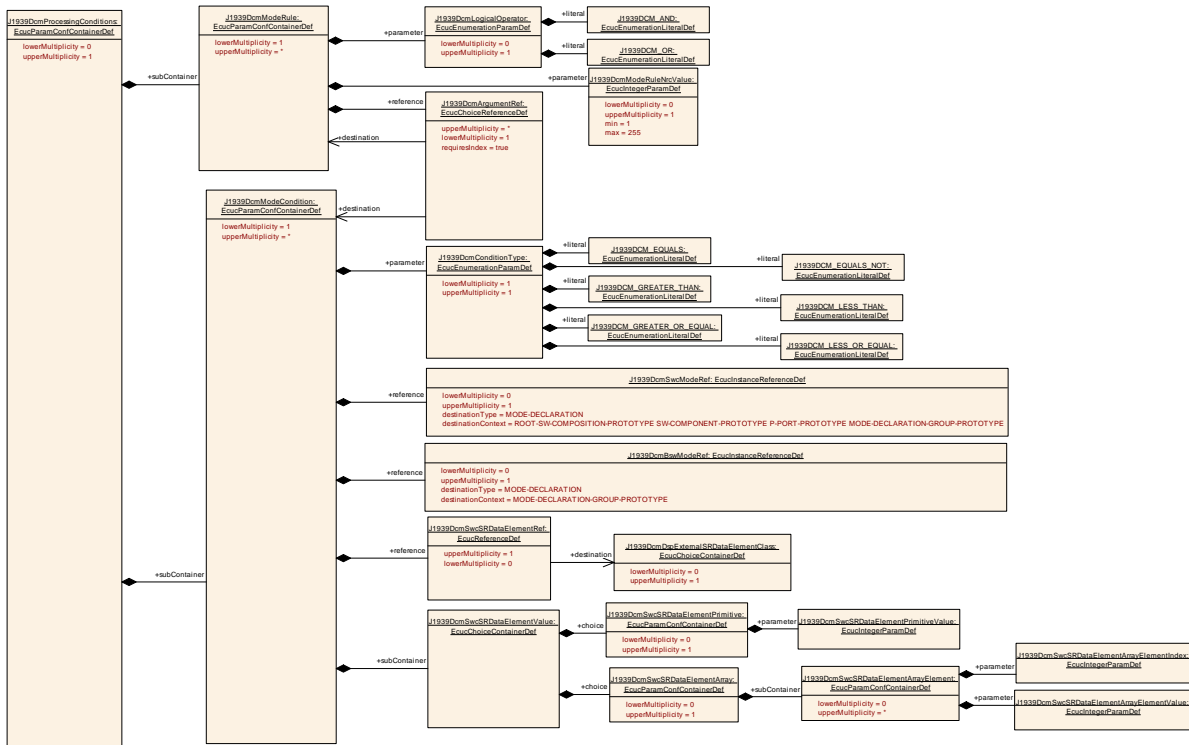 J1939DcmProcessingConditions:
EcucParamConfContainerDef
lowerMultiplicity = 0
upperMultiplicity = 1
+subContainer
J1939DcmModeRule:
EcucParamConfContainerDef
lowerMultiplicity = 1
upperMultiplicity = *
+parameter
J1939DcmLogicalOperator:
EcucEnumerationParamDef
lowerMultiplicity = 0
upperMultiplicity = 1
+literal
J1939DCM_AND:
EcucEnumerationLiteralDef
+literal
J1939DCM_OR:
EcucEnumerationLiteralDef
+parameter
J1939DcmModeRuleNrcValue:
EcucIntegerParamDef
lowerMultiplicity = 0
upperMultiplicity = 1
min = 1
max = 255
+reference
J1939DcmArgumentRef:
EcucChoiceReferenceDef
upperMultiplicity = *
lowerMultiplicity = 1
requiresIndex = true
+destination
+destination
+subContainer
J1939DcmModeCondition:
EcucParamConfContainerDef
lowerMultiplicity = 1
upperMultiplicity = *
+parameter
J1939DcmConditionType:
EcucEnumerationParamDef
lowerMultiplicity = 1
upperMultiplicity = 1
+literal
J1939DCM_EQUALS:
EcucEnumerationLiteralDef
+literal
J1939DCM_EQUALS_NOT:
EcucEnumerationLiteralDef
+literal
J1939DCM_GREATER_THAN:
EcucEnumerationLiteralDef
+literal
J1939DCM_LESS_THAN:
EcucEnumerationLiteralDef
+literal
J1939DCM_GREATER_OR_EQUAL:
EcucEnumerationLiteralDef
+literal
J1939DCM_LESS_OR_EQUAL:
EcucEnumerationLiteralDef
+reference
J1939DcmSwcModeRef: EcucInstanceReferenceDef
lowerMultiplicity = 0
upperMultiplicity = 1
destinationType = MODE-DECLARATION
destinationContext = ROOT-SW-COMPOSITION-PROTOTYPE SW-COMPONENT-PROTOTYPE P-PORT-PROTOTYPE MODE-DECLARATION-GROUP-PROTOTYPE
+reference
J1939DcmBswModeRef: EcucInstanceReferenceDef
lowerMultiplicity = 0
upperMultiplicity = 1
destinationType = MODE-DECLARATION
destinationContext = MODE-DECLARATION-GROUP-PROTOTYPE
+reference
J1939DcmSwcSRDataElementRef:
EcucReferenceDef
upperMultiplicity = 1
lowerMultiplicity = 0
+destination
J1939DcmDspExternalSRDataElementClass:
EcucChoiceContainerDef
lowerMultiplicity = 0
upperMultiplicity = 1
+subContainer
J1939DcmSwcSRDataElementValue:
EcucChoiceContainerDef
+choice
J1939DcmSwcSRDataElementPrimitive:
EcucParamConfContainerDef
lowerMultiplicity = 0
upperMultiplicity = 1
+parameter
J1939DcmSwcSRDataElementPrimitiveValue:
EcucIntegerParamDef
+choice
J1939DcmSwcSRDataElementArray:
EcucParamConfContainerDef
lowerMultiplicity = 0
upperMultiplicity = 1
+subContainer
J1939DcmSwcSRDataElementArrayElement:
EcucParamConfContainerDef
lowerMultiplicity = 0
upperMultiplicity = *
+parameter
J1939DcmSwcSRDataElementArrayElementIndex:
EcucIntegerParamDef
+parameter
J1939DcmSwcSRDataElementArrayElementValue:
EcucIntegerParamDef